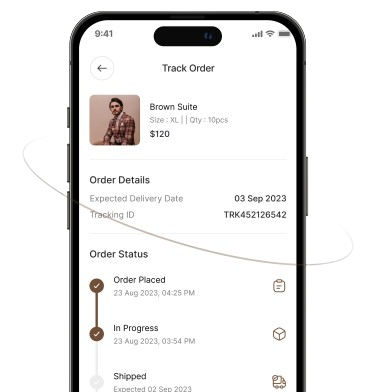 9:41
Track Order
Brown Suite
Size : XL | | Qty : 10pcs
$120
Order Details
Expected Delivery Date 03 Sep 2023
Tracking ID TRK452126542
Order Status
Order Placed
23 Aug 2023, 04:25 PM
In Progress
23 Aug 2023, 03:54 PM
Shipped
Expected 02 Sep 2023